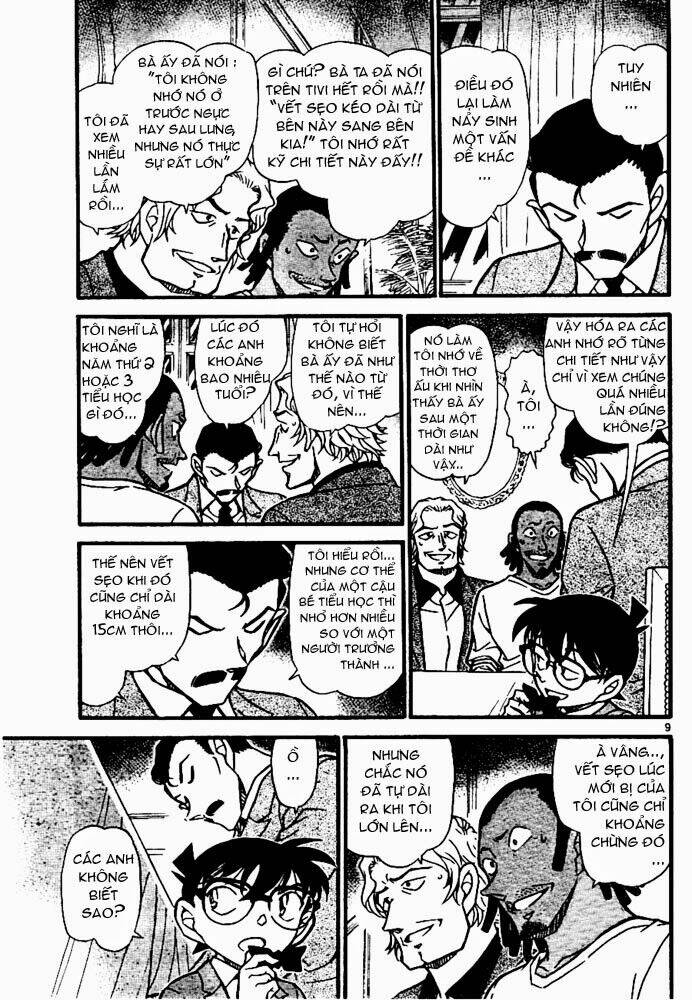 TUY
NHIÊN
...
ĐIỀU ĐÓ
LẠI LÀM
NẢY SINH
MỘT VẤN
ĐỀ KHÁC
...
GÌ CHỨ? BÀ TA ĐÃ NÓI
TRÊN TIVI HẾT RỒI MÀ!!
"VẾT SẸO KÉO DÀI TỪ
BÊN NÀY SANG BÊN
KIA!" TÔI NHỚ RẤT
KỸ CHI TIẾT NÀY ĐẤY!!
BÀ ẤY ĐÃ NÓI :
"TÔI KHÔNG
NHỚ NÓ Ở
TRƯỚC NGỰC
HAY SAU LƯNG,
NHƯNG NÓ THỰC
SỰ RẤT LỚN"
TÔI ĐÃ
XEM
NHIỀU
LẦN
LẮM
RỒI...
VẬY HÓA RA CÁC
ANH NHỚ RÕ TỪNG
CHI TIẾT NHƯ VẬY
CHỈ VÌ XEM CHÚNG
QUÁ NHIỀU
LẦN ĐÚNG
KHÔNG!?
À,
TÔI
...
NÓ LÀM
TÔI NHỚ VỀ
THỜI THƠ
ẤU KHI NHÌN
THẤY BÀ ẤY
SAU MỘT
THỜI GIAN
DÀI NHƯ
VẬY..
TÔI TỰ HỎI
KHÔNG BIẾT
BÀ ẤY ĐÃ NHƯ
THẾ NÀO TỪ
ĐÓ, VÌ THẾ
NÊN...
LÚC ĐÓ
CÁC ANH
KHOẢNG
BAO NHIÊU
TUỔI?
TÔI NGHĨ LÀ
KHOẢNG
NĂM THỨ 2
HOẶC 3
TIỂU HỌC
GÌ ĐÓ...
TÔI HIỂU RỒI...
NHƯNG CƠ THỂ
CỦA MỘT CẬU
BÉ TIỂU HỌC THÌ
NHỎ HƠN NHIỀU
SO VỚI MỘT
NGƯỜI TRƯỞNG
THÀNH ...
THẾ NÊN VẾT
SẸO KHI ĐÓ
CŨNG CHỈ DÀI
KHOẢNG
15CM THÔI...
9
À VÂNG..,
VẾT SẸO LÚC
MỚI BỊ CỦA
TÔI CŨNG CHỈ
KHOẢNG
CHỪNG ĐÓ
...
NHƯNG
CHẮC NÓ
ĐÃ TỰ DÀI
RA KHI TÔI
LỚN LÊN...
Ồ
...
CÁC ANH
KHÔNG
BIẾT
SAO?